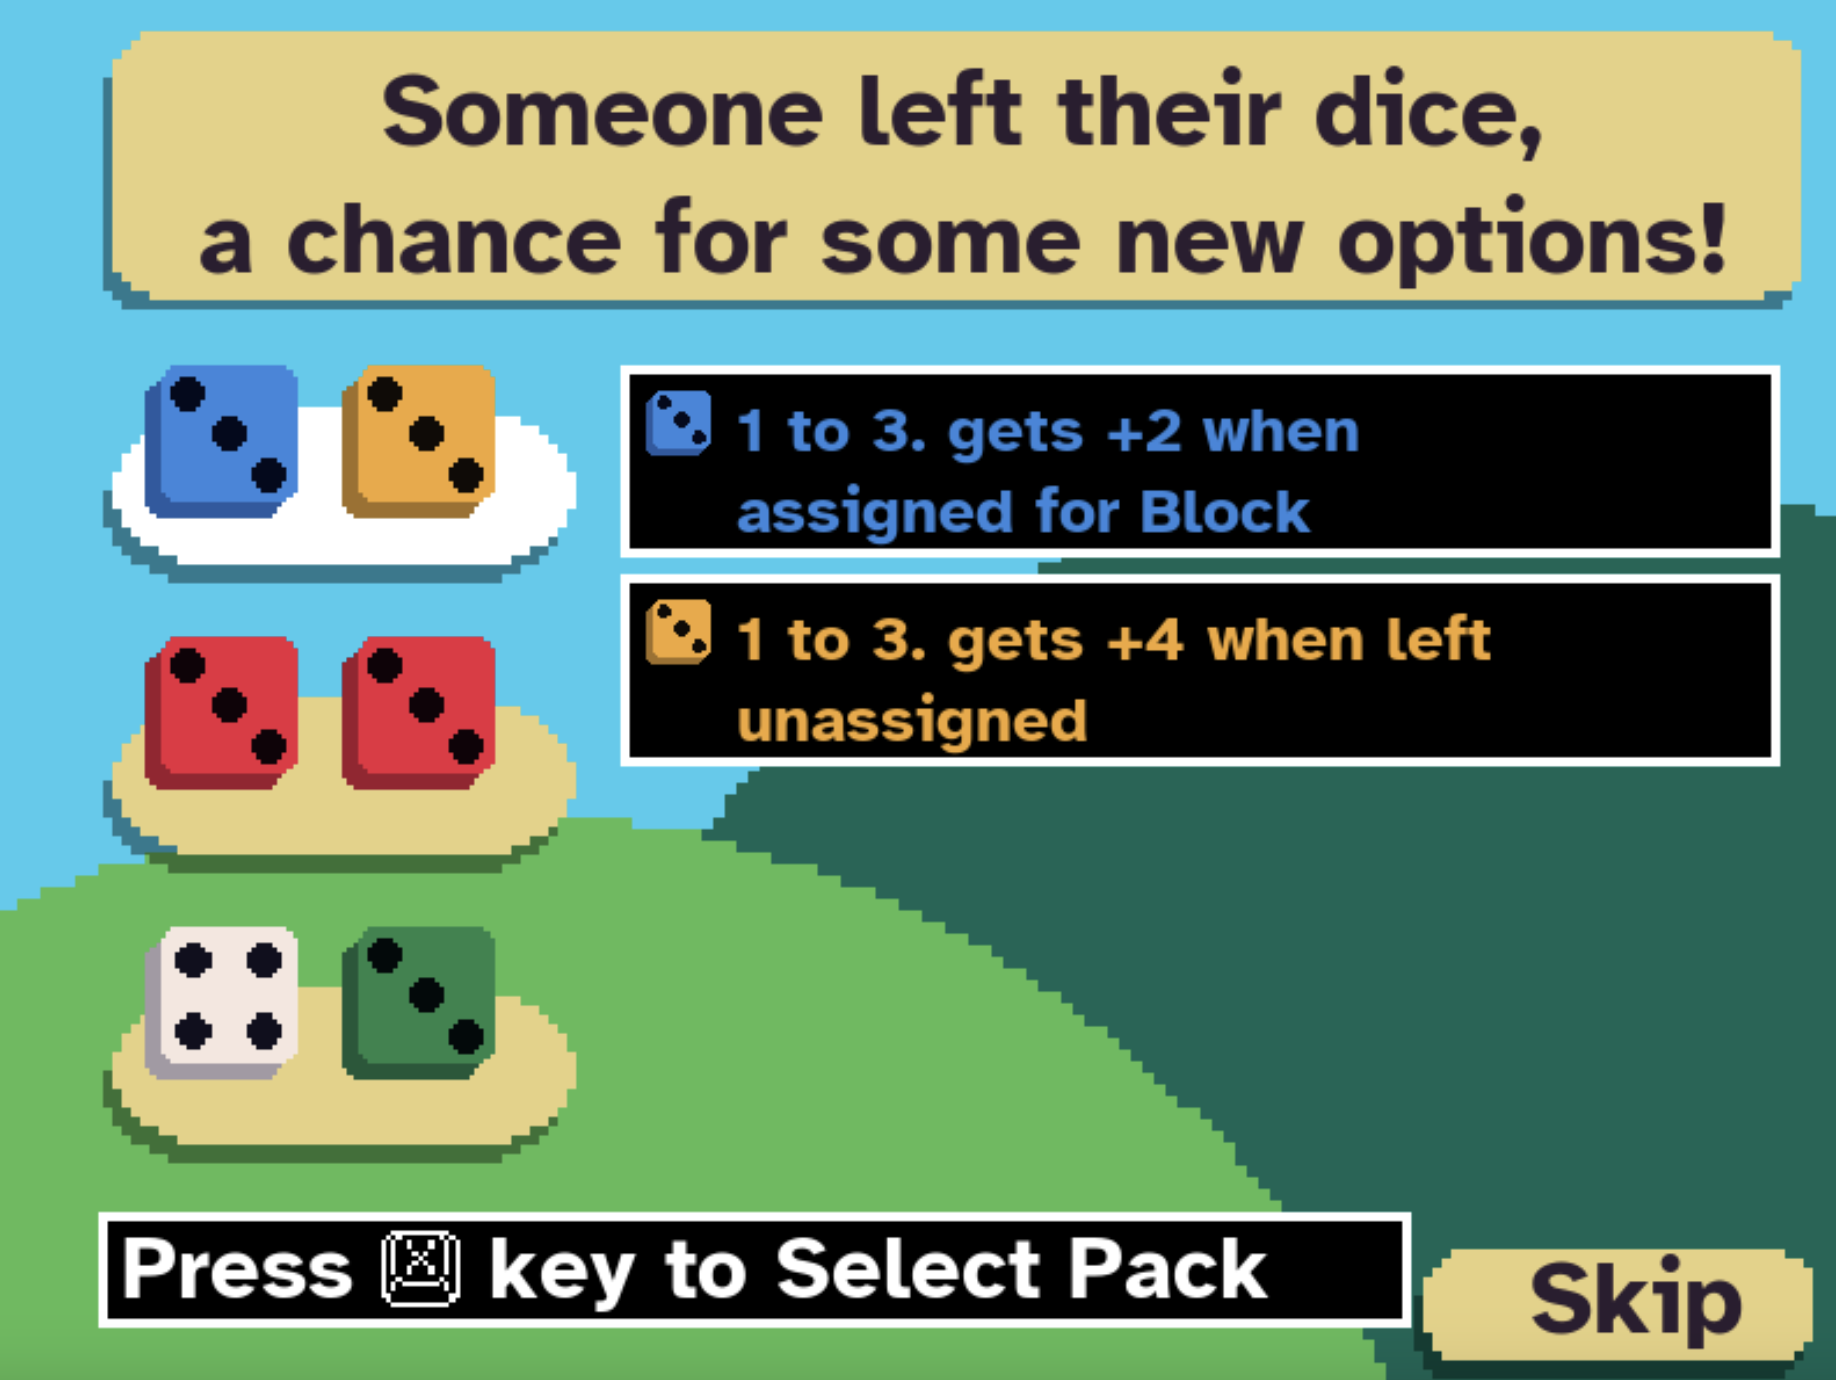 Someone left their dice,
a chance for some new options!
1 to 3. gets +2 when
assigned for Block
1 to 3. gets +4 when left
unassigned
Press X key to Select Pack
Skip